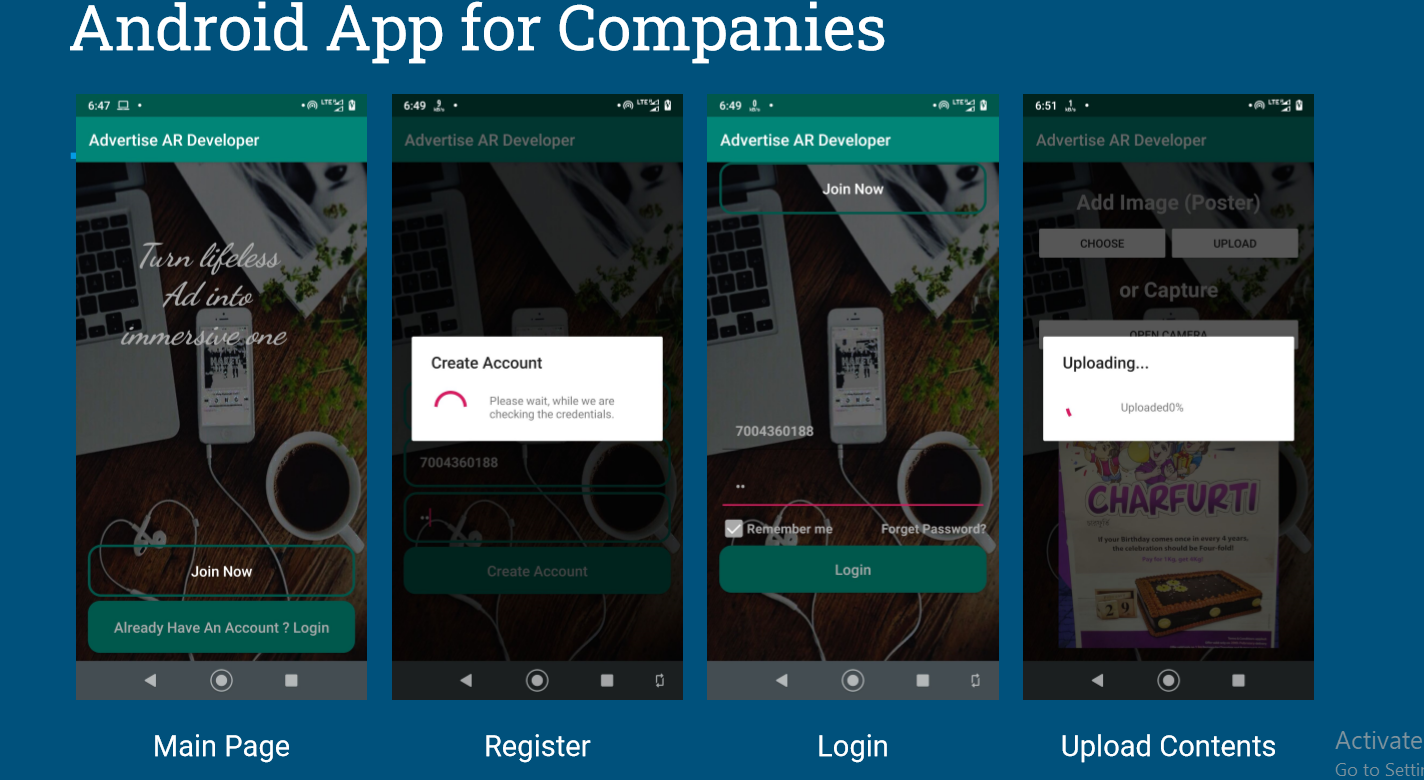 Android App for Companies
6:47
Advertise AR Developer
Turn lifeless
Ad into
immersive one
Join Now
Already Have An Account ? Login
Main Page
6:49
Advertise AR Developer
Create Account
Please wait, while we are
checking the credentials.
7004360188
Create Account
Register
6:49
Advertise AR Developer
Join Now
7004360188
Remember me
Forget Password?
Login
Login
6:51
Advertise AR Developer
Add Image (Poster)
CHOOSE
UPLOAD
or Capture
OPEN CAMERA
Uploading...
Uploaded0%
CHARFURTI
If your Birthday comes once in every 4 years,
the celebration should be Four-fold!
29
Upload Contents
Activate
Go to Setti